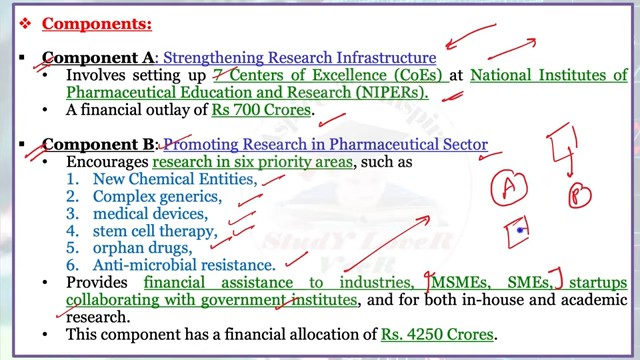 ❖ Components:
▪ Component A: Strengthening Research Infrastructure
• Involves setting up 7 Centers of Excellence (CoEs) at National Institutes of
Pharmaceutical Education and Research (NIPERs).
• A financial outlay of Rs 700 Crores.
▪ Component B: Promoting Research in Pharmaceutical Sector
• Encourages research in six priority areas, such as
1. New Chemical Entities,
2. Complex generics,
3. medical devices,
4. stem cell therapy,
5. orphan drugs,
6. Anti-microbial resistance.
• Provides financial assistance to industries, MSMEs, SMEs, startups
collaborating with government institutes, and for both in-house and academic
research.
• This component has a financial allocation of Rs. 4250 Crores.
A
B
StudY LoveR
VeeR